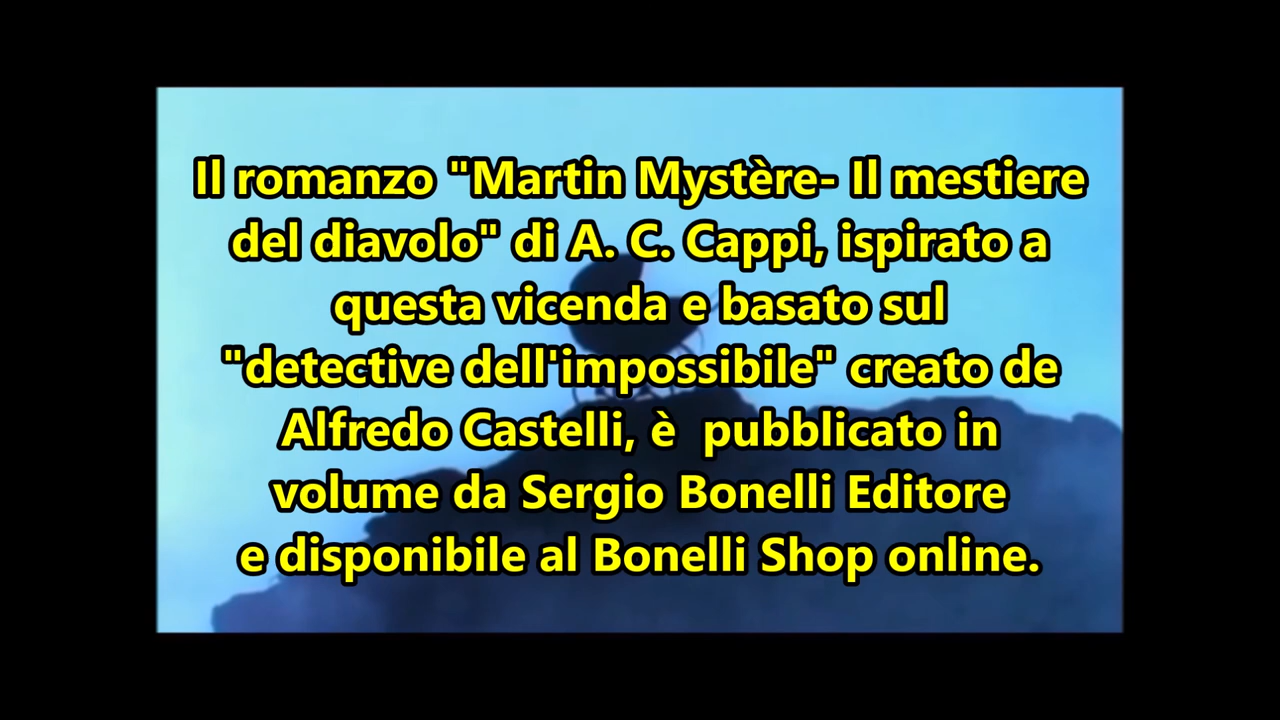 Il romanzo "Martin Mystère- Il mestiere
del diavolo" di A. C. Cappi, ispirato a
questa vicenda e basato sul
"detective dell'impossibile" creato de
Alfredo Castelli, è  pubblicato in
volume da Sergio Bonelli Editore
e disponibile al Bonelli Shop online.